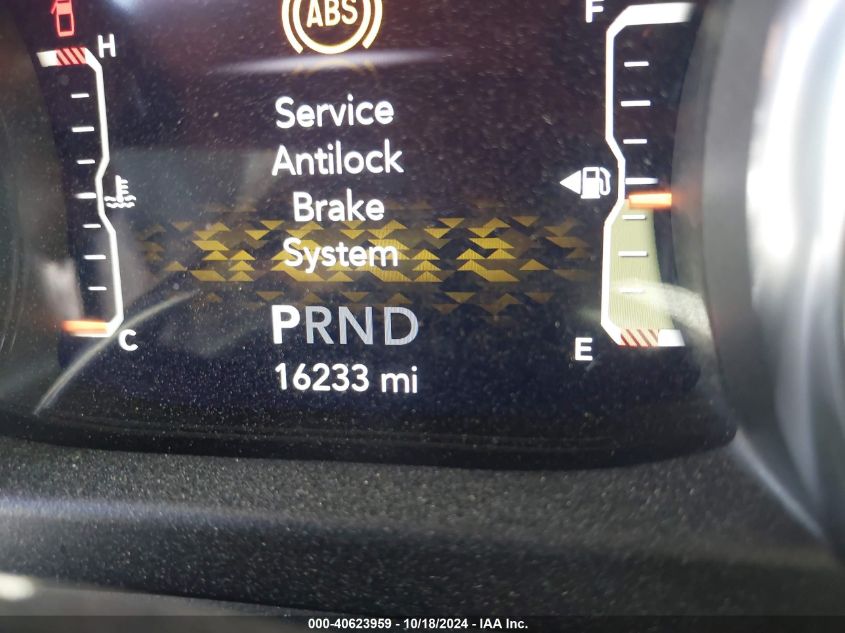 ABS
F
H
Service
Antilock
Brake
System
PRND
C
E
16233 mi
000-40623959 - 10/18/2024 - IAA Inc.